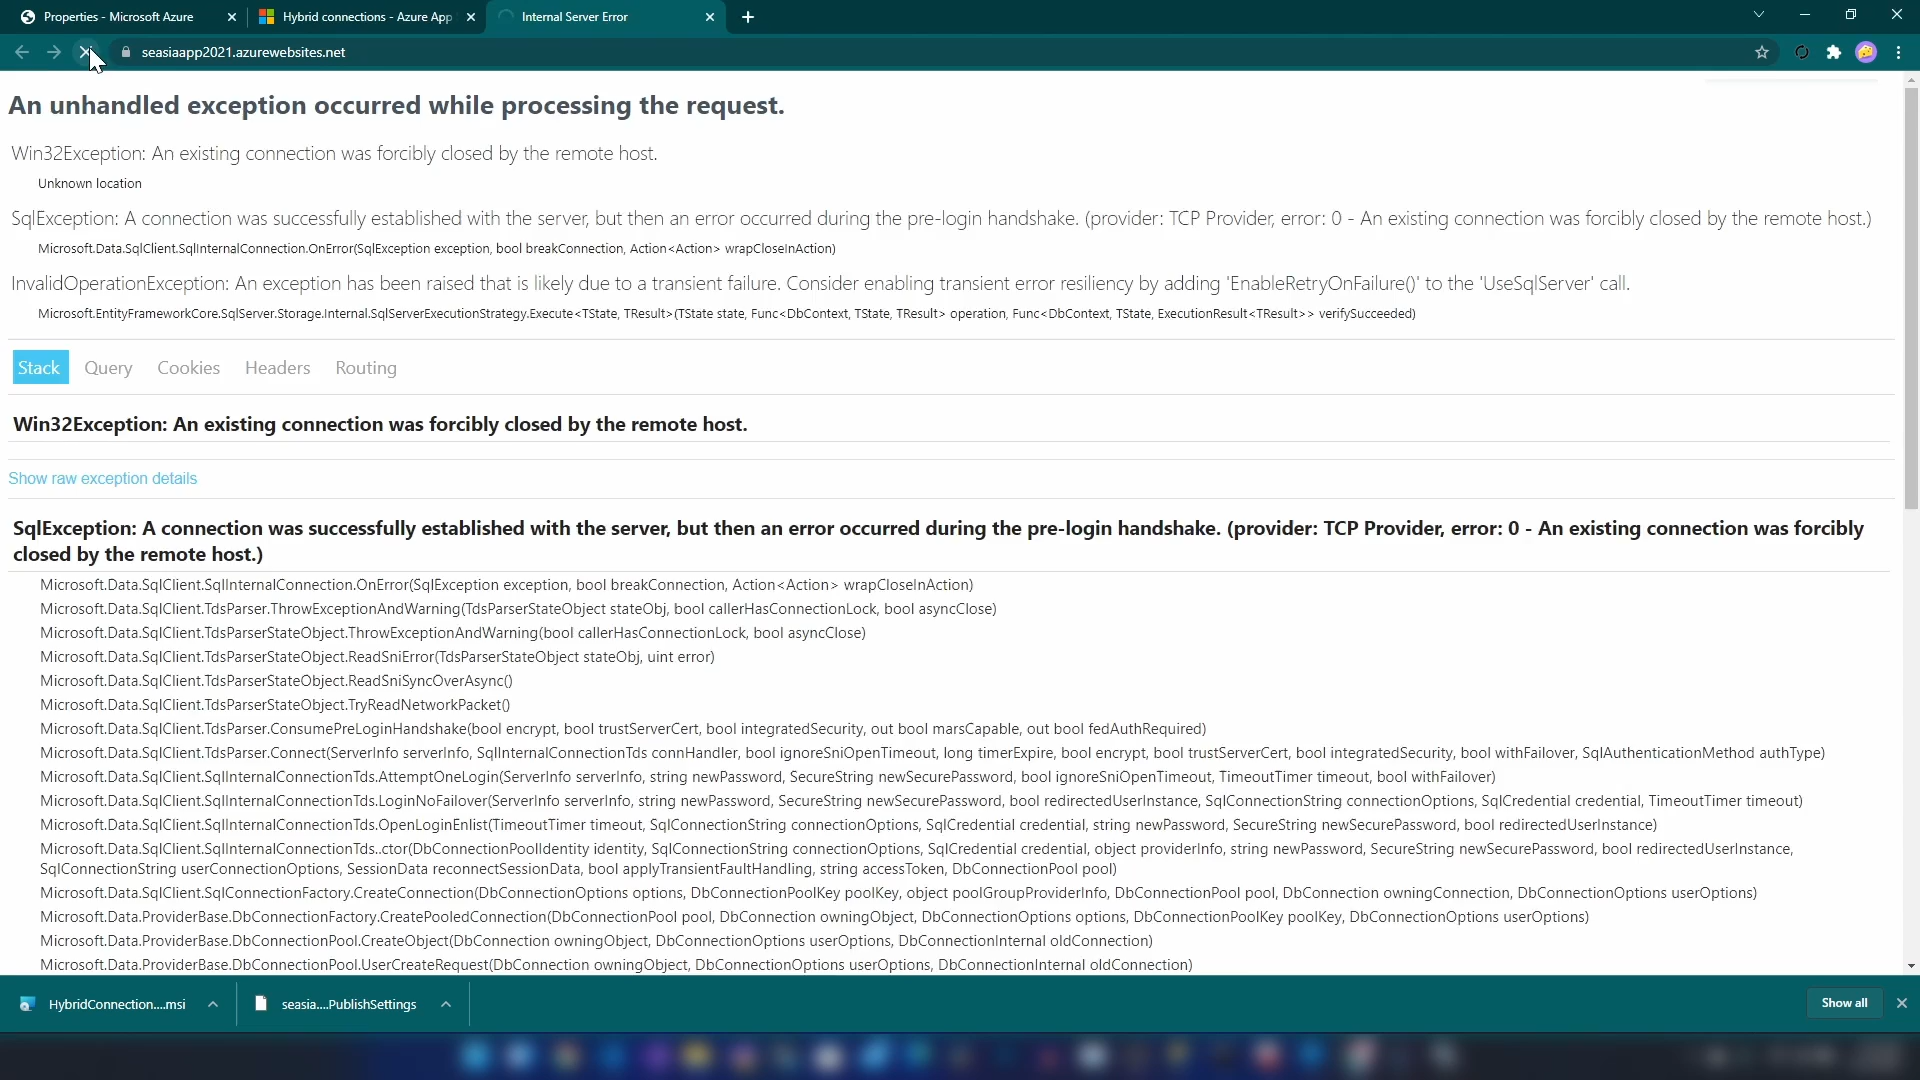 Properties - Microsoft Azure
Hybrid connections - Azure App
Internal Server Error
seasiaapp2021.azurewebsites.net
An unhandled exception occurred while processing the request.
Win32Exception: An existing connection was forcibly closed by the remote host.
Unknown location
SqlException: A connection was successfully established with the server, but then an error occurred during the pre-login handshake. (provider: TCP Provider, error: 0 - An existing connection was forcibly closed by the remote host.)
Microsoft.Data.SqlClient.SqlInternalConnection.OnError(SqlException exception, bool breakConnection, Action<Action> wrapCloseInAction)
InvalidOperationException: An exception has been raised that is likely due to a transient failure. Consider enabling transient error resiliency by adding 'EnableRetryOnFailure()' to the 'UseSqlServer' call.
Microsoft.EntityFrameworkCore.SqlServer.Storage.Internal.SqlServerExecutionStrategy.Execute<TState, TResult>(TState state, Func<DbContext, TState, TResult> operation, Func<DbContext, TState, ExecutionResult<TResult>> verifySucceeded)
Stack Query Cookies Headers Routing
Win32Exception: An existing connection was forcibly closed by the remote host.
Show raw exception details
SqlException: A connection was successfully established with the server, but then an error occurred during the pre-login handshake. (provider: TCP Provider, error: 0 - An existing connection was forcibly
closed by the remote host.)
Microsoft.Data.SqlClient.SqlInternalConnection.OnError(SqlException exception, bool breakConnection, Action<Action> wrapCloseInAction)
Microsoft.Data.SqlClient.TdsParser.ThrowExceptionAndWarning(TdsParserStateObject stateObj, bool callerHasConnectionLock, bool asyncClose)
Microsoft.Data.SqlClient.TdsParserStateObject.ThrowExceptionAndWarning(bool callerHasConnectionLock, bool asyncClose)
Microsoft.Data.SqlClient.TdsParserStateObject.ReadSniError(TdsParserStateObject stateObj, uint error)
Microsoft.Data.SqlClient.TdsParserStateObject.ReadSniSyncOverAsync()
Microsoft.Data.SqlClient.TdsParserStateObject.TryReadNetworkPacket()
Microsoft.Data.SqlClient.TdsParser.ConsumePreLoginHandshake(bool encrypt, bool trustServerCert, bool integratedSecurity, out bool marsCapable, out bool fedAuthRequired)
Microsoft.Data.SqlClient.TdsParser.Connect(ServerInfo serverInfo, SqlInternalConnectionTds connHandler, bool ignoreSniOpenTimeout, long timerExpire, bool encrypt, bool trustServerCert, bool integratedSecurity, bool withFailover, SqlAuthenticationMethod authType)
Microsoft.Data.SqlClient.SqlInternalConnectionTds.AttemptOneLogin(ServerInfo serverInfo, string newPassword, SecureString newSecurePassword, bool ignoreSniOpenTimeout, TimeoutTimer timeout, bool withFailover)
Microsoft.Data.SqlClient.SqlInternalConnectionTds.LoginNoFailover(ServerInfo serverInfo, string newPassword, SecureString newSecurePassword, bool redirectedUserInstance, SqlConnectionString connectionOptions, SqlCredential credential, TimeoutTimer timeout)
Microsoft.Data.SqlClient.SqlInternalConnectionTds.OpenLoginEnlist(TimeoutTimer timeout, SqlConnectionString connectionOptions, SqlCredential credential, string newPassword, SecureString newSecurePassword, bool redirectedUserInstance)
Microsoft.Data.SqlClient.SqlInternalConnectionTds..ctor(DbConnectionPoolIdentity identity, SqlConnectionString connectionOptions, SqlCredential credential, object providerInfo, string newPassword, SecureString newSecurePassword, bool redirectedUserInstance,
SqlConnectionString userConnectionOptions, SessionData reconnectSessionData, bool applyTransientFaultHandling, string accessToken, DbConnectionPool pool)
Microsoft.Data.SqlClient.SqlConnectionFactory.CreateConnection(DbConnectionOptions options, DbConnectionPoolKey poolKey, object poolGroupProviderInfo, DbConnectionPool pool, DbConnection owningConnection, DbConnectionOptions userOptions)
Microsoft.Data.ProviderBase.DbConnectionFactory.CreatePooledConnection(DbConnectionPool pool, DbConnection owningObject, DbConnectionOptions options, DbConnectionPoolKey poolKey, DbConnectionOptions userOptions)
Microsoft.Data.ProviderBase.DbConnectionPool.CreateObject(DbConnection owningObject, DbConnectionOptions userOptions, DbConnectionInternal oldConnection)
Microsoft.Data.ProviderBase.DbConnectionPool.UserCreateRequest(DbConnection owningObject, DbConnectionOptions userOptions, DbConnectionInternal oldConnection)
HybridConnection....msi
seasia....PublishSettings
Show all